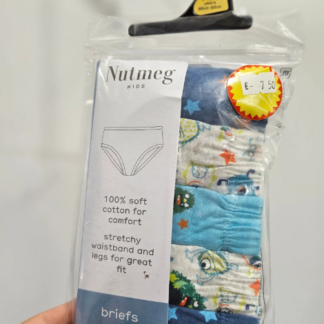 Nutmeg
KIDS
£- 7.50
100% soft
cotton for
comfort
stretchy
waistband and
legs for great
fit
briefs